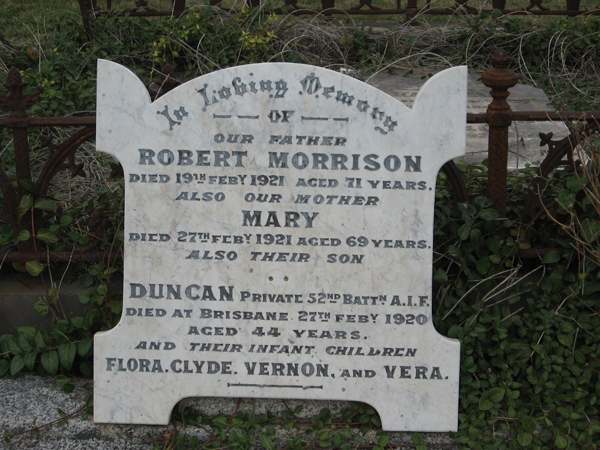 In Loving Memory
OF
OUR FATHER
ROBERT MORRISON
DIED 19TH FEBY 1921 AGED 71 YEARS.
ALSO OUR MOTHER
MARY
DIED 27TH FEBY 1921 AGED 69 YEARS.
ALSO THEIR SON
DUNCAN PRIVATE 52ND BATTN A.I.F.
DIED AT BRISBANE 27TH FEBY 1920
AGED 44 YEARS.
AND THEIR INFANT CHILDREN
FLORA, CLYDE, VERNON, AND VERA.